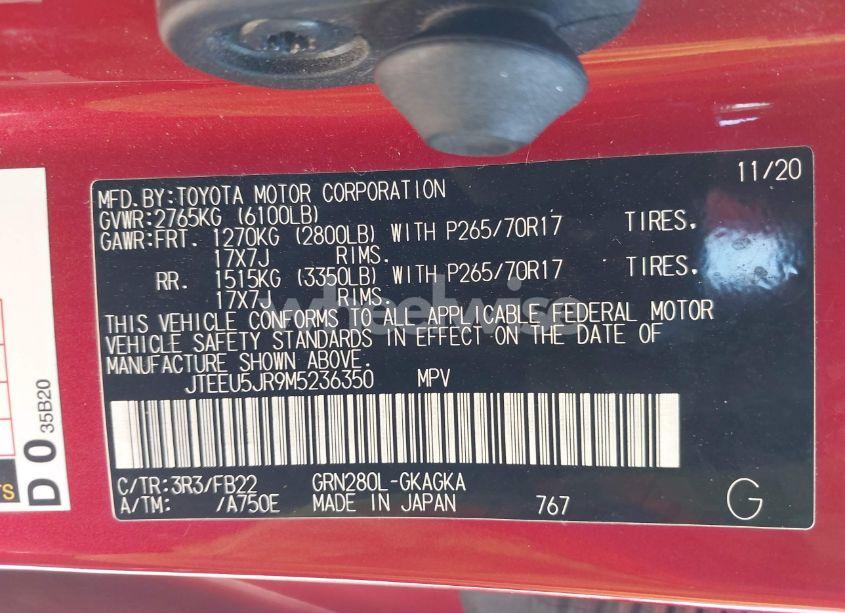 11/20
MFD.BY:TOYOTA MOTOR CORPORATION
GVWR:2765KG (6100LB)
GAWR:FRT. 1270KG (2800LB) WITH P265/70R17 TIRES.
17X7J RIMS.
RR. 1515KG (3350LB) WITH P265/70R17 TIRES.
17X7J RIMS.
THIS VEHICLE CONFORMS TO ALL APPLICABLE FEDERAL MOTOR
VEHICLE SAFETY STANDARDS IN EFFECT ON THE DATE OF
MANUFACTURE SHOWN ABOVE.
JTEEU5JR9M5236350 MPV
C/TR:3R3/FB22 GRN280L-GKAGKA
A/TM: /A750E MADE IN JAPAN 767 G
D 0 35B20
wheelwise